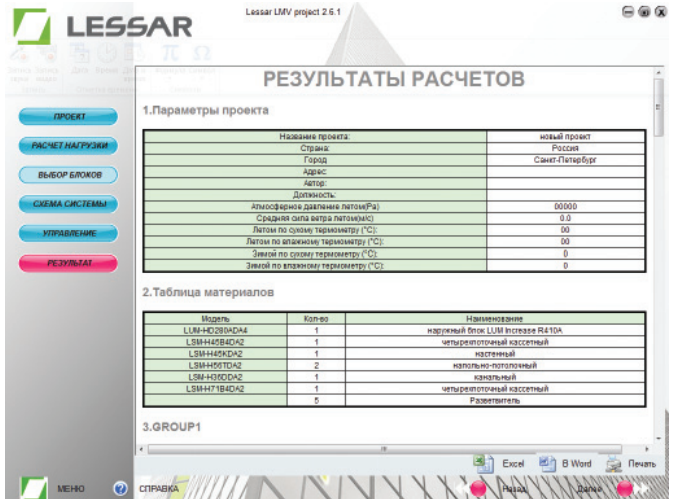 Lessar LMV project 2.6.1
LESSAR
РЕЗУЛЬТАТЫ РАСЧЕТОВ
ПРОЕКТ
РАСЧЕТ НАГРУЗКИ
ВЫБОР БЛОКОВ
СХЕМА СИСТЕМЫ
УПРАВЛЕНИЕ
РЕЗУЛЬТАТ
1.Параметры проекта
Название проекта: новый проект
Страна: Россия
Город Санкт-Петербург
Адрес:
Автор:
Должность:
Атмосферное давление летом(Pa) 00000
Средняя сила ветра летом(м/с) 0.0
Летом по сухому термометру (°C): 00
Летом по влажному термометру (°C): 00
Зимой по сухому термометру (°C): 0
Зимой по влажному термометру (°C): 0
2.Таблица материалов
Модель Кол-во Наименование
LUM-HD280ADA4 1 наружный блок LUM Increase R410A
LSM-H45B4DA2 1 четырехпоточный кассетный
LSM-H45KDA2 1 настенный
LSM-H56TDA2 2 напольно-потолочный
LSM-H36DDA2 1 канальный
LSM-H71B4DA2 1 четырехпоточный кассетный
5 Разветвитель
3.GROUP1
Excel В Word Печать
МЕНЮ СПРАВКА Назад Далее